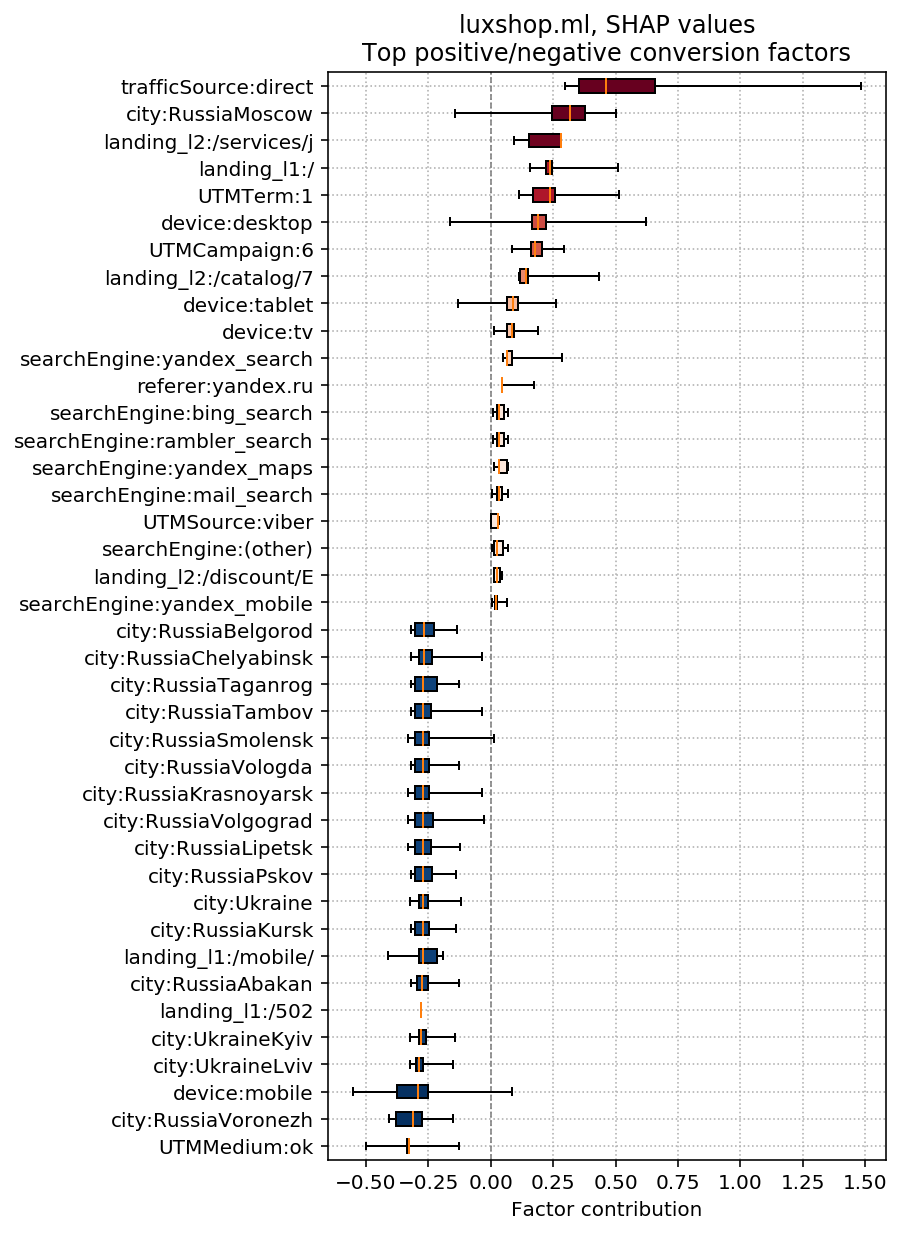 luxshop.ml, SHAP values
Top positive/negative conversion factors
trafficSource:direct
city:RussiaMoscow
landing_l2:/services/j
landing_l1:/
UTMTerm:1
device:desktop
UTMCampaign:6
landing_l2:/catalog/7
device:tablet
device:tv
searchEngine:yandex_search
referer:yandex.ru
searchEngine:bing_search
searchEngine:rambler_search
searchEngine:yandex_maps
searchEngine:mail_search
UTMSource:viber
searchEngine:(other)
landing_l2:/discount/E
searchEngine:yandex_mobile
city:RussiaBelgorod
city:RussiaChelyabinsk
city:RussiaTaganrog
city:RussiaTambov
city:RussiaSmolensk
city:RussiaVologda
city:RussiaKrasnoyarsk
city:RussiaVolgograd
city:RussiaLipetsk
city:RussiaPskov
city:Ukraine
city:RussiaKursk
landing_l1:/mobile/
city:RussiaAbakan
landing_l1:/502
city:UkraineKyiv
city:UkraineLviv
device:mobile
city:RussiaVoronezh
UTMMedium:ok
−0.50 −0.25 0.00 0.25 0.50 0.75 1.00 1.25 1.50
Factor contribution